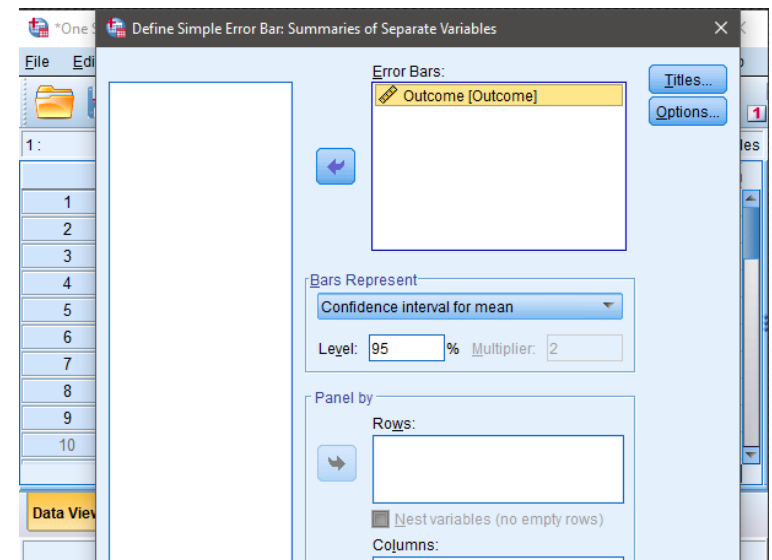 *One S
Define Simple Error Bar: Summaries of Separate Variables
File Edi
Error Bars:
Outcome [Outcome]
Titles...
Options...
1
1:
les
1
2
3
4
5
6
7
8
9
10
Bars Represent
Confidence interval for mean
Level: 95 % Multiplier: 2
Panel by
Rows:
Nest variables (no empty rows)
Columns:
Data View